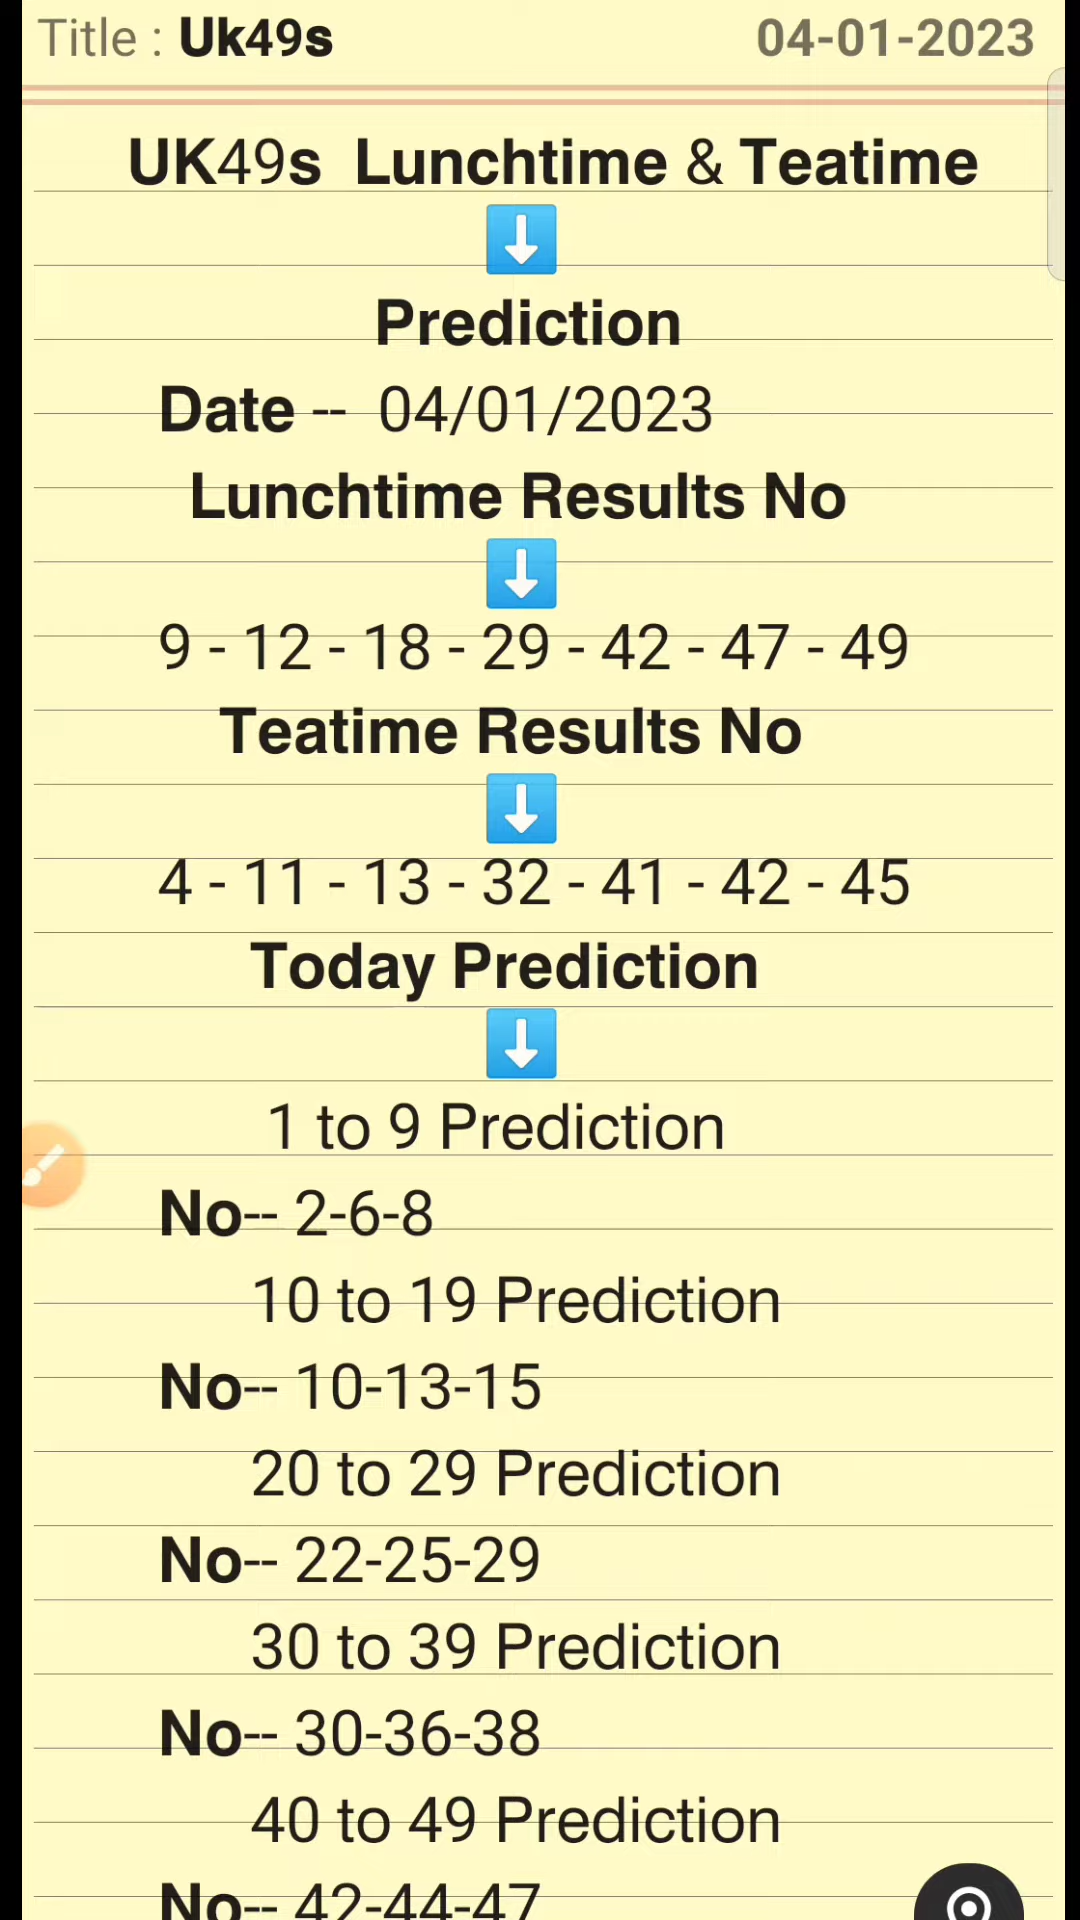 Title : Uk49s 04-01-2023
UK49s Lunchtime & Teatime
⬇️
Prediction
Date -- 04/01/2023
Lunchtime Results No
⬇️
9 - 12 - 18 - 29 - 42 - 47 - 49
Teatime Results No
⬇️
4 - 11 - 13 - 32 - 41 - 42 - 45
Today Prediction
⬇️
1 to 9 Prediction
No-- 2-6-8
10 to 19 Prediction
No-- 10-13-15
20 to 29 Prediction
No-- 22-25-29
30 to 39 Prediction
No-- 30-36-38
40 to 49 Prediction
No-- 42-44-47